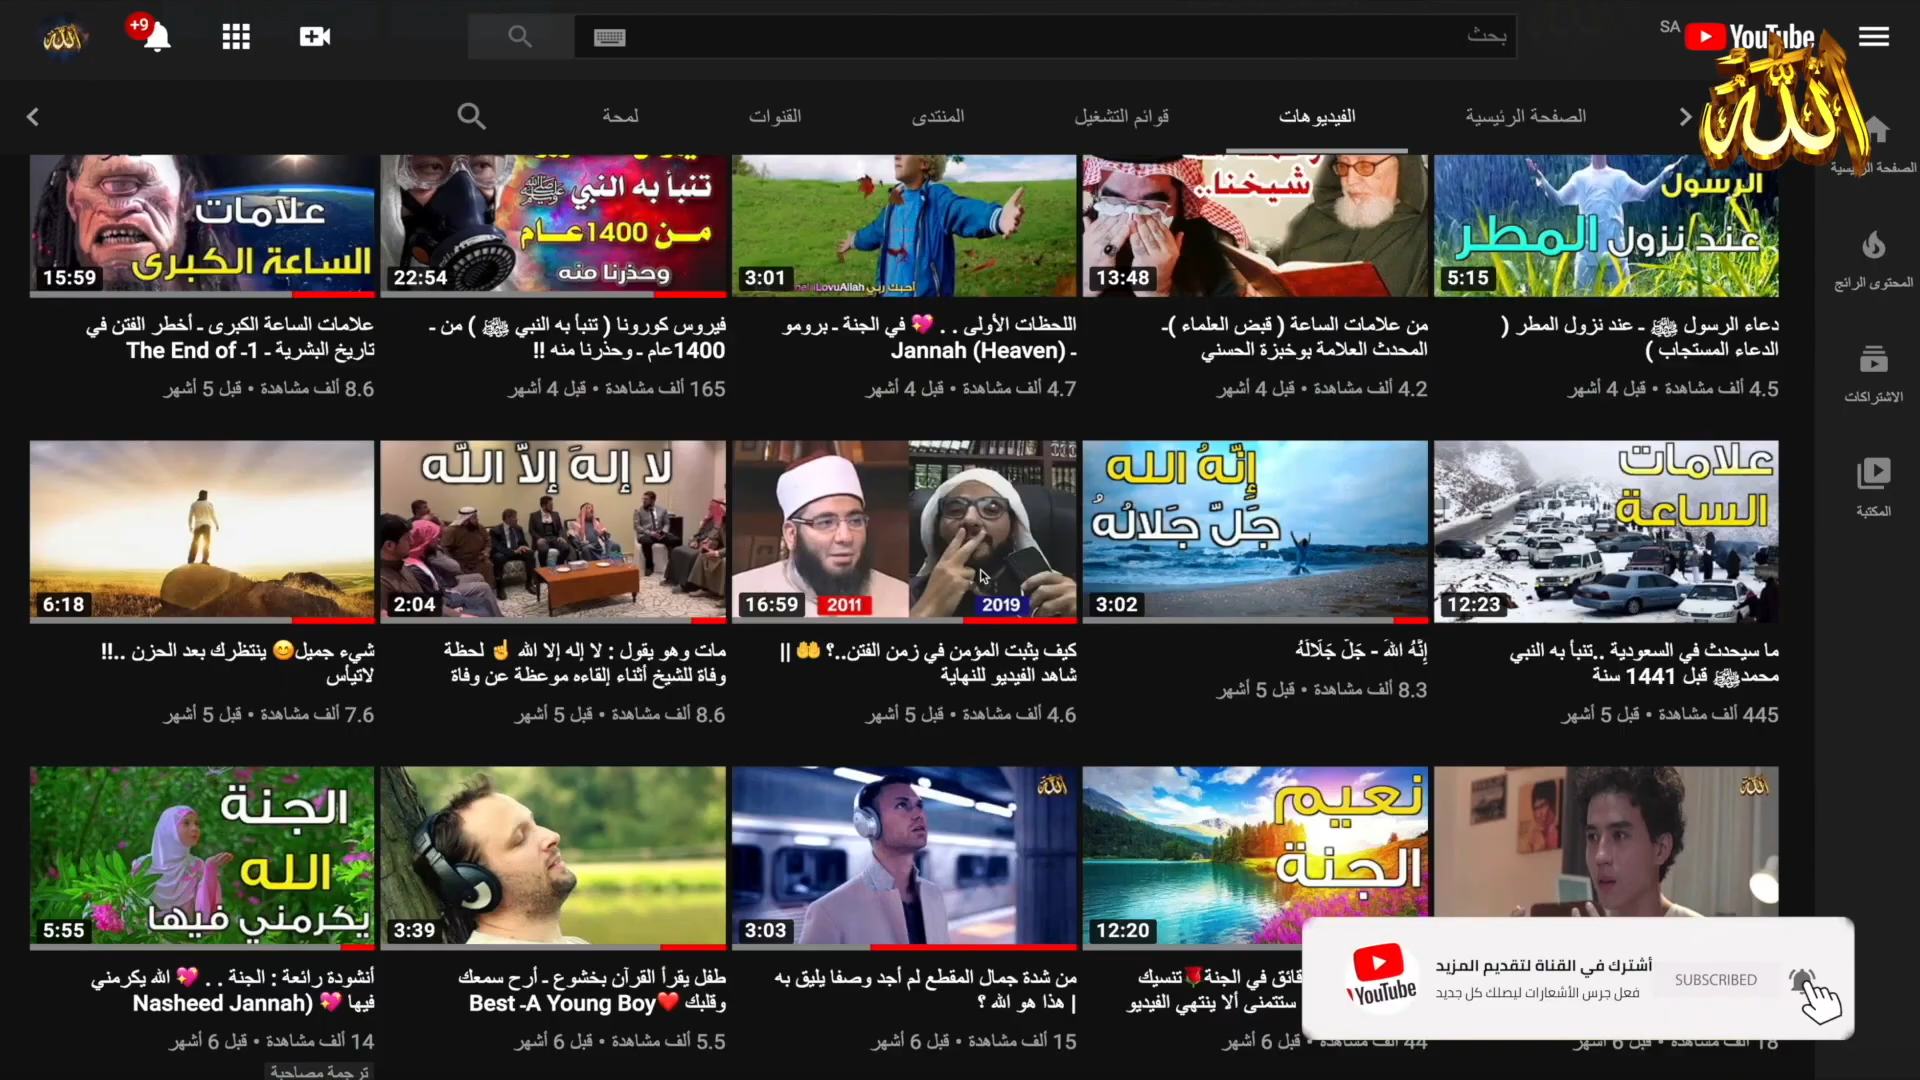 +9
بحث
SA
YouTube
الله
الصفحة الرئيسية
الفيديوهات
قوائم التشغيل
المنتدى
القنوات
لمحة
الصفحة الرئيسية
المحتوى الرائج
الاشتراكات
المكتبة
الرسول
عند نزول المطر
5:15
دعاء الرسول ﷺ ـ عند نزول المطر (
الدعاء المستجاب )
4.5 ألف مشاهدة • قبل 4 أشهر
شيخنا..
13:48
من علامات الساعة ( قبض العلماء )ـ
المحدث العلامة بوخبزة الحسني
4.2 ألف مشاهدة • قبل 4 أشهر
أحبك ربي iLovuAllah
3:01
اللحظات الأولى . . 💖 في الجنة ـ برومو
ـ Jannah (Heaven)
4.7 ألف مشاهدة • قبل 4 أشهر
تنبأ به النبي ﷺ
من 1400 عام
وحذرنا منه
22:54
فيروس كورونا ( تنبأ به النبي ﷺ ) من ـ
1400عام ـ وحذرنا منه !!
165 ألف مشاهدة • قبل 4 أشهر
علامات
الساعة الكبرى
15:59
علامات الساعة الكبرى ـ أخطر الفتن في
تاريخ البشرية ـ 1ـ The End of
8.6 ألف مشاهدة • قبل 5 أشهر
علامات
الساعة
12:23
ما سيحدث في السعودية ..تنبأ به النبي
محمدﷺ قبل 1441 سنة
445 ألف مشاهدة • قبل 5 أشهر
إنّهُ الله
جَلّ جَلالُهُ
3:02
إِنَّهُ اللهَ - جَلّ جَلَالَهُ
8.3 ألف مشاهدة • قبل 5 أشهر
16:59
2011
2019
كيف يثبت المؤمن في زمن الفتن..؟ 🤲 ||
شاهد الفيديو للنهاية
4.6 ألف مشاهدة • قبل 5 أشهر
لا إله إلاّ الله
2:04
مات وهو يقول : لا إله إلا الله ☝ لحظة
وفاة للشيخ أثناء إلقاءه موعظة عن وفاة
8.6 ألف مشاهدة • قبل 5 أشهر
6:18
شيء جميل😊 ينتظرك بعد الحزن ..!!
لاتيأس
7.6 ألف مشاهدة • قبل 5 أشهر
الله
18 ألف مشاهدة • قبل 6 أشهر
نعيم
الجنة
12:20
قائق في الجنة🌹تنسيك
ستتمنى ألا ينتهي الفيديو
44 ألف مشاهدة • قبل 6 أشهر
الله
3:03
من شدة جمال المقطع لم أجد وصفا يليق به
| هذا هو الله ؟
15 ألف مشاهدة • قبل 6 أشهر
3:39
طفل يقرأ القرآن بخشوع ـ أرح سمعك
وقلبك ❤️Best -A Young Boy
5.5 ألف مشاهدة • قبل 6 أشهر
الجنة
الله
يكرمني فيها
5:55
أنشودة رائعة : الجنة . . 💖 الله يكرمني
فيها 💖 (Nasheed Jannah
14 ألف مشاهدة • قبل 6 أشهر
ترجمة مصاحبة
YouTube
أشترك في القناة لتقديم المزيد
فعل جرس الأشعارات ليصلك كل جديد
SUBSCRIBED